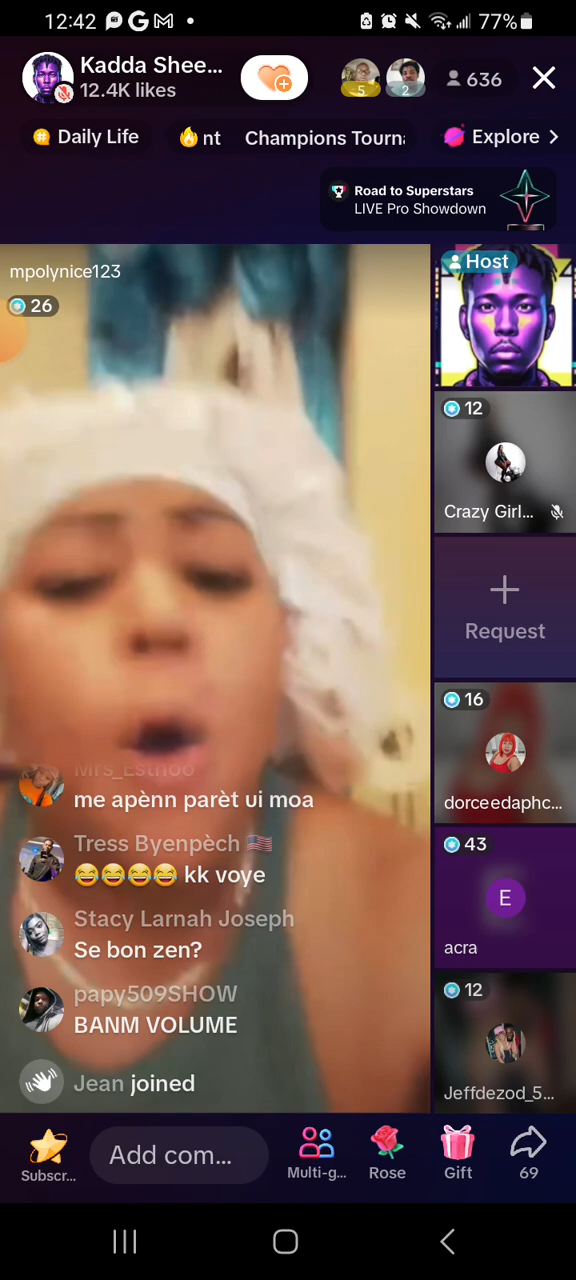 12:42
77%
Kadda Shee...
12.4K likes
5
2
636
Daily Life
nt Champions Tourna
Explore
Road to Superstars
LIVE Pro Showdown
mpolynice123
26
Host
12
Crazy Girl...
Request
16
dorceedaphc...
43
E
acra
12
Jeffdezod_5...
Mrs_Esthoo
me apènn parèt ui moa
Tress Byenpèch 🇺🇸
😂😂😂😂 kk voye
Stacy Larnah Joseph
Se bon zen?
papy509SHOW
BANM VOLUME
Jean joined
Subscr...
Add com...
Multi-g...
Rose
Gift
69